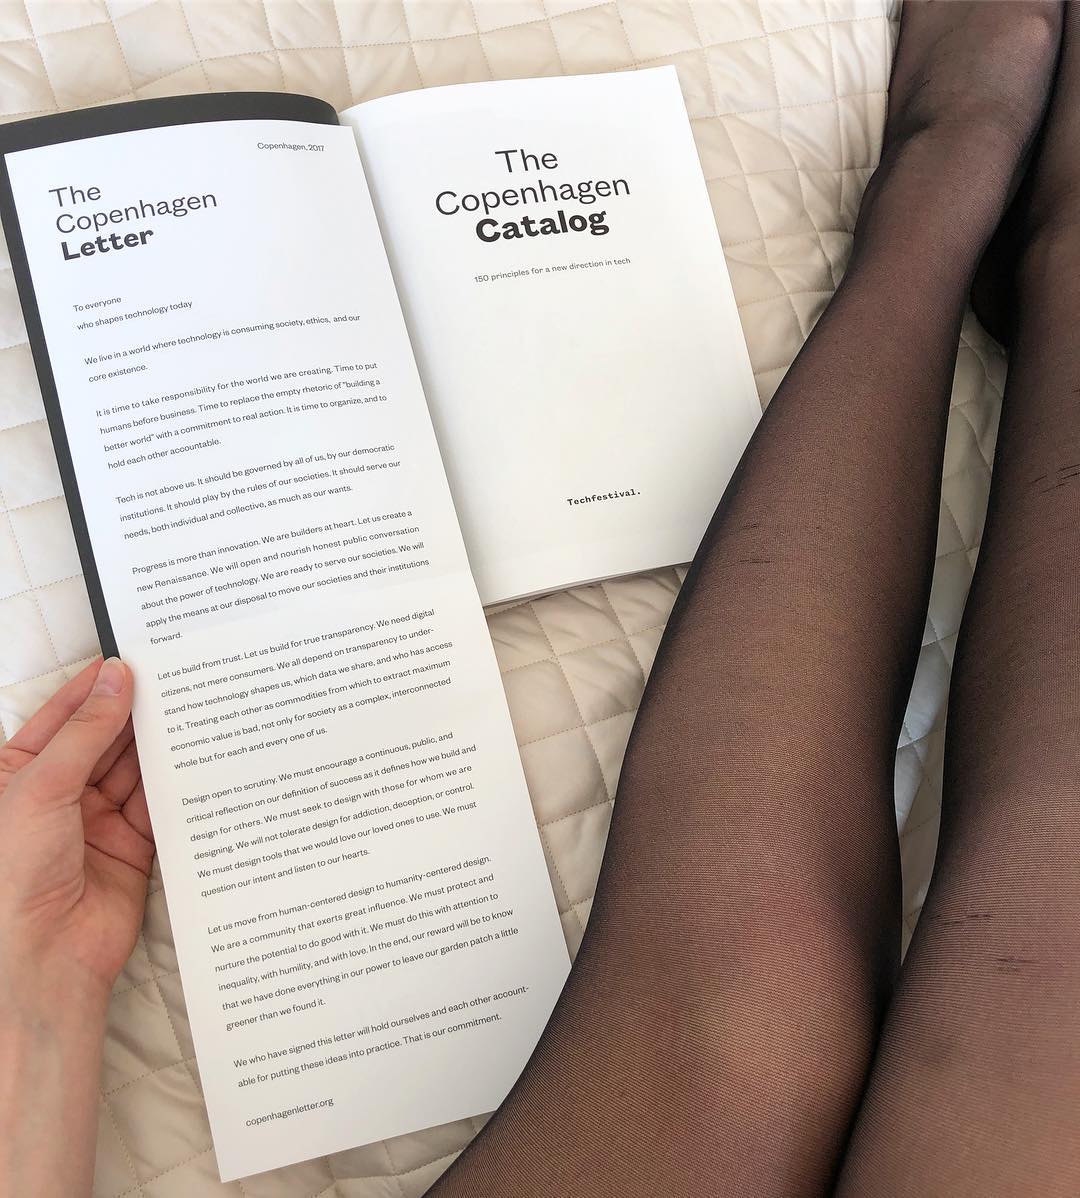 Copenhagen, 2017
The
Copenhagen
Letter
To everyone
who shapes technology today
We live in a world where technology is consuming society, ethics, and our
core existence.
It is time to take responsibility for the world we are creating. Time to put
humans before business. Time to replace the empty rhetoric of “building a
better world” with a commitment to real action. It is time to organize, and to
hold each other accountable.
Tech is not above us. It should be governed by all of us, by our democratic
institutions. It should play by the rules of our societies. It should serve our
needs, both individual and collective, as much as our wants.
Progress is more than innovation. We are builders at heart. Let us create a
new Renaissance. We will open and nourish honest public conversation
about the power of technology. We are ready to serve our societies. We will
apply the means at our disposal to move our societies and their institutions
forward.
Let us build from trust. Let us build for true transparency. We need digital
citizens, not mere consumers. We all depend on transparency to under-
stand how technology shapes us, which data we share, and who has access
to it. Treating each other as commodities from which to extract maximum
economic value is bad, not only for society as a complex, interconnected
whole but for each and every one of us.
Design open to scrutiny. We must encourage a continuous, public, and
critical reflection on our definition of success as it defines how we build and
design for others. We must seek to design with those for whom we are
designing. We will not tolerate design for addiction, deception, or control.
We must design tools that we would love our loved ones to use. We must
question our intent and listen to our hearts.
Let us move from human-centered design to humanity-centered design.
We are a community that exerts great influence. We must protect and
nurture the potential to do good with it. We must do this with attention to
inequality, with humility, and with love. In the end, our reward will be to know
that we have done everything in our power to leave our garden patch a little
greener than we found it.
We who have signed this letter will hold ourselves and each other account-
able for putting these ideas into practice. That is our commitment.
copenhagenletter.org
The
Copenhagen
Catalog
150 principles for a new direction in tech
Techfestival.